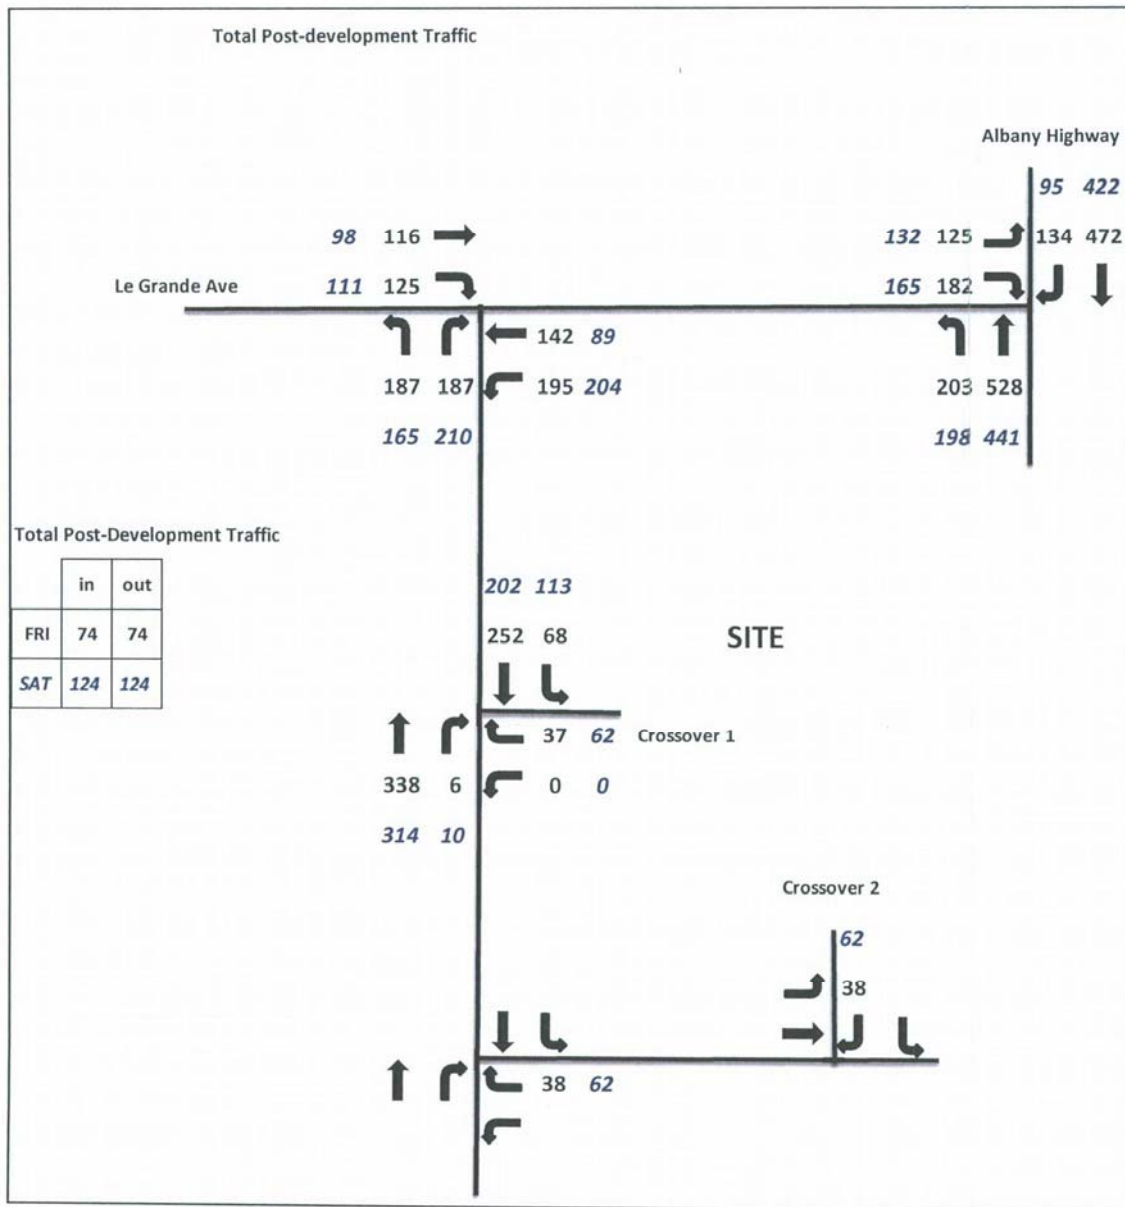 Total Post-development Traffic
Albany Highway
95 422
98 116
132 125
134 472
Le Grande Ave
111 125
165 182
142 89
187 187
195 204
203 528
165 210
198 441
Total Post-Development Traffic
in out
FRI 74 74
SAT 124 124
202 113
252 68
SITE
37 62
Crossover 1
338 6
0 0
314 10
Crossover 2
62
38
38 62